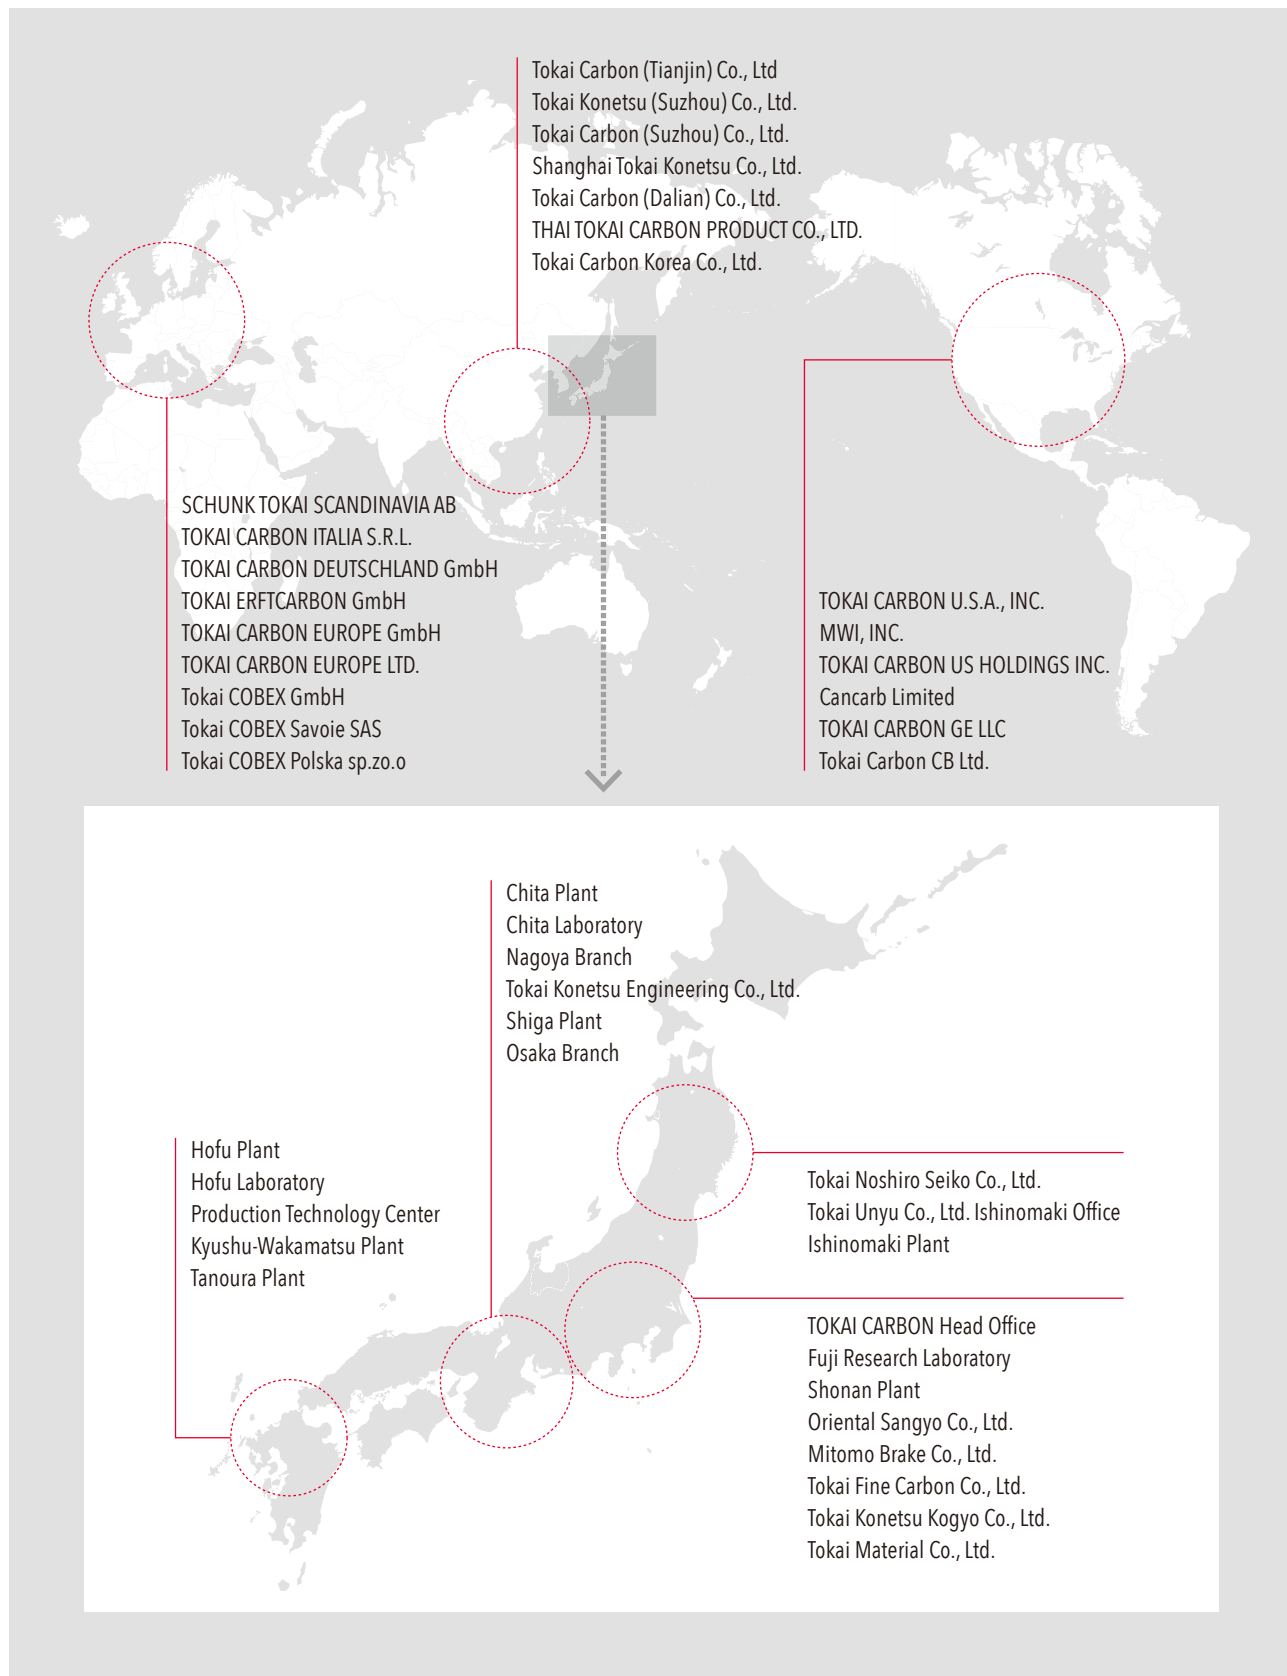 Tokai Carbon (Tianjin) Co., Ltd
Tokai Konetsu (Suzhou) Co., Ltd.
Tokai Carbon (Suzhou) Co., Ltd.
Shanghai Tokai Konetsu Co., Ltd.
Tokai Carbon (Dalian) Co., Ltd.
THAI TOKAI CARBON PRODUCT CO., LTD.
Tokai Carbon Korea Co., Ltd.
SCHUNK TOKAI SCANDINAVIA AB
TOKAI CARBON ITALIA S.R.L.
TOKAI CARBON DEUTSCHLAND GmbH
TOKAI ERFTCARBON GmbH
TOKAI CARBON EUROPE GmbH
TOKAI CARBON EUROPE LTD.
Tokai COBEX GmbH
Tokai COBEX Savoie SAS
Tokai COBEX Polska sp.zo.o
TOKAI CARBON U.S.A., INC.
MWI, INC.
TOKAI CARBON US HOLDINGS INC.
Cancarb Limited
TOKAI CARBON GE LLC
Tokai Carbon CB Ltd.
Chita Plant
Chita Laboratory
Nagoya Branch
Tokai Konetsu Engineering Co., Ltd.
Shiga Plant
Osaka Branch
Hofu Plant
Hofu Laboratory
Production Technology Center
Kyushu-Wakamatsu Plant
Tanoura Plant
Tokai Noshiro Seiko Co., Ltd.
Tokai Unyu Co., Ltd. Ishinomaki Office
Ishinomaki Plant
TOKAI CARBON Head Office
Fuji Research Laboratory
Shonan Plant
Oriental Sangyo Co., Ltd.
Mitomo Brake Co., Ltd.
Tokai Fine Carbon Co., Ltd.
Tokai Konetsu Kogyo Co., Ltd.
Tokai Material Co., Ltd.